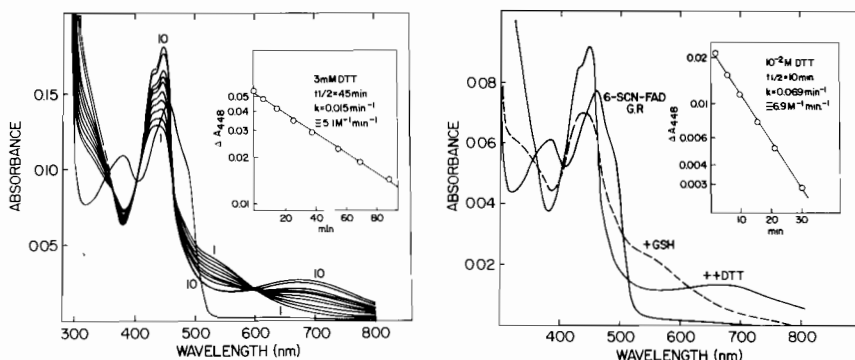 ABSORBANCE
0.15
0.10
0.05
10
1
10
1
10
1
300
400
500
600
700
800
WAVELENGTH (nm)
Δ A448
0.05
0.04
0.03
0.02
0.01
3mM DTT
t1/2=45min
k=0.015min⁻¹
≡5.1M⁻¹min⁻¹
20
40
60
80
min
ABSORBANCE
0.08
0.06
0.04
0.02
6-SCN-FAD
G.R
+GSH
++DTT
400
500
600
700
800
WAVELENGTH (nm)
Δ A448
0.02
0.01
0.004
0.003
10⁻²M DTT
t1/2=10min
k=0.069min⁻¹
≡6.9M⁻¹min⁻¹
10
20
30
min